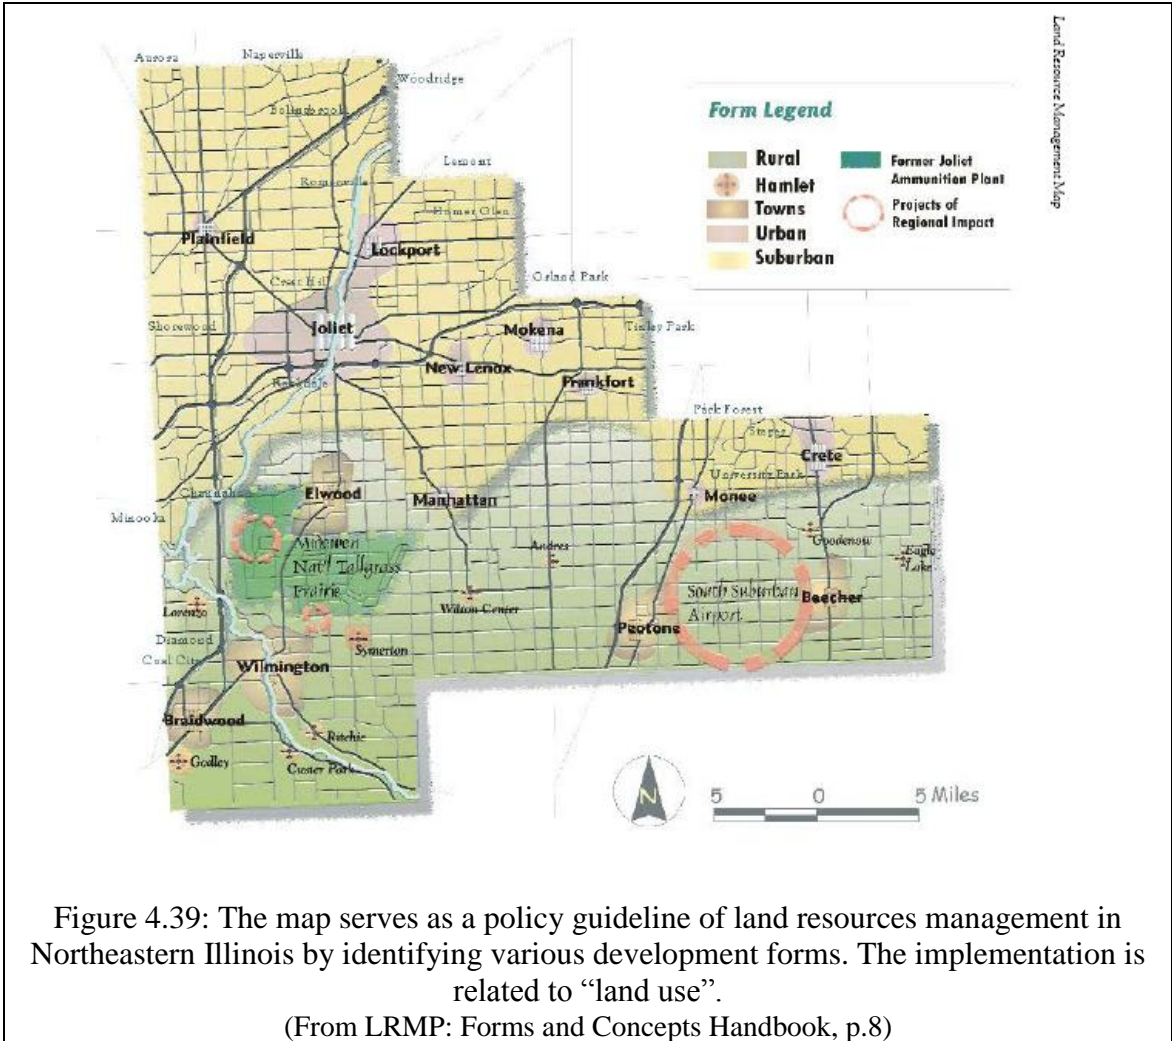 Land Resource Management Map
Aurora
Naperville
Woodridge
Bolingbrook
Lemont
Romeoville
Homer Glen
Plainfield
Lockport
Crest Hill
Orland Park
Shorewood
Joliet
Mokena
Tinley Park
New Lenox
Rockdale
Frankfort
Park Forest
Steger
Crete
University Park
Channahon
Elwood
Manhattan
Monee
Minooka
Midewen
Nat'l Tallgrass
Prairie
Andres
Goodenow
Eagle
Lake
Lorenzo
Wilton Center
South Suburban
Airport
Beecher
Peotone
Diamond
Coal City
Symerton
Wilmington
Braidwood
Ritchie
Godley
Custer Park
Form Legend
Rural
Hamlet
Towns
Urban
Suburban
Former Joliet
Ammunition Plant
Projects of
Regional Impact
N
5 0 5 Miles
Figure 4.39: The map serves as a policy guideline of land resources management in
Northeastern Illinois by identifying various development forms. The implementation is
related to “land use”.
(From LRMP: Forms and Concepts Handbook, p.8)